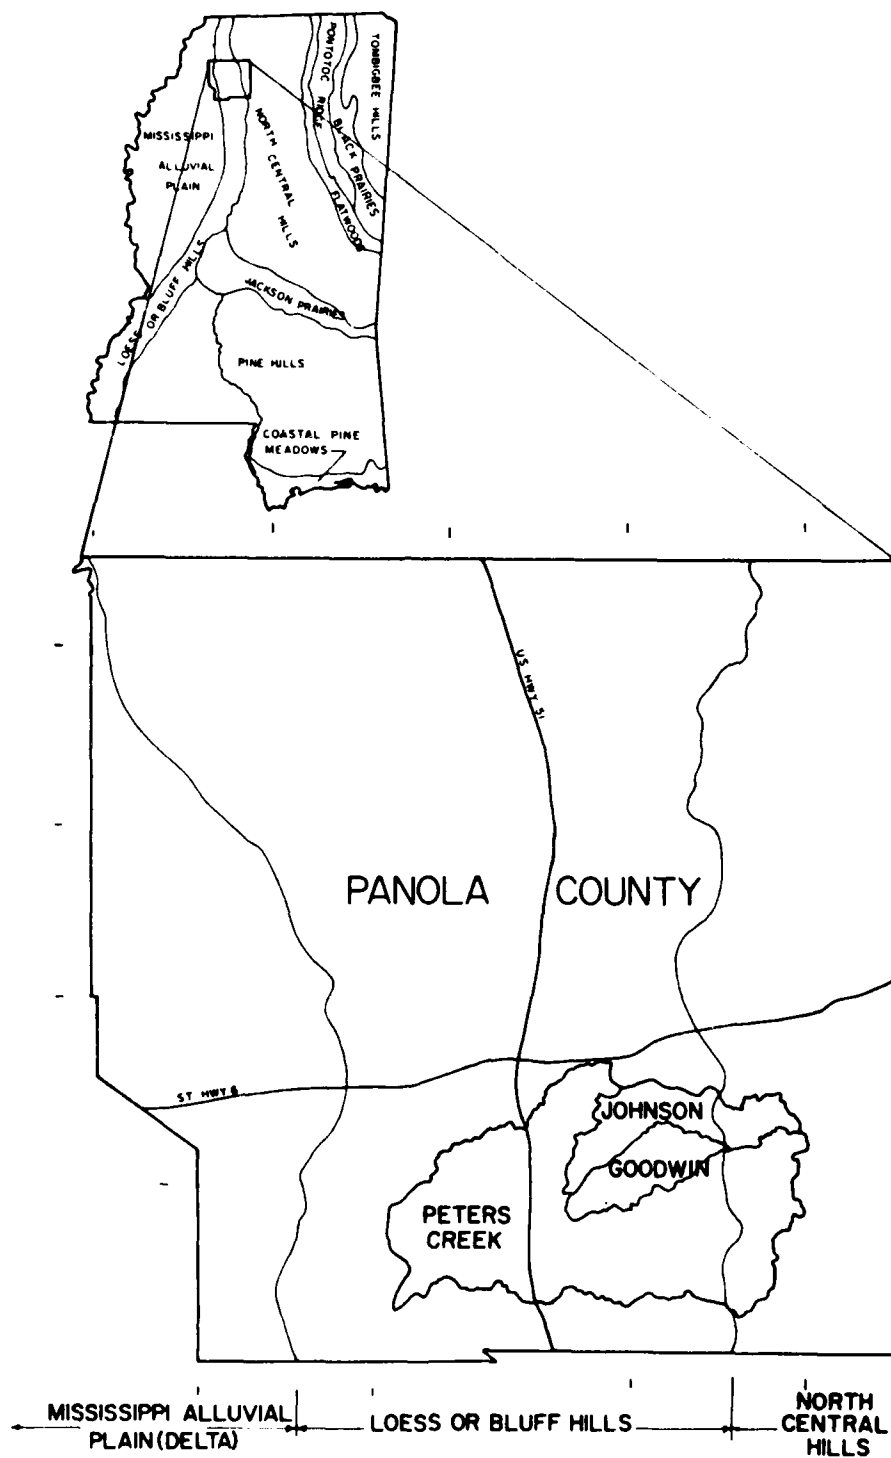 PONTOTOC RIDGE
TOMBIGBEE HILLS
MISSISSIPPI
ALLUVIAL
PLAIN
NORTH CENTRAL HILLS
BLACK PRAIRIES
FLATWOODS
LOESS OR BLUFF HILLS
JACKSON PRAIRIES
PINE HILLS
COASTAL PINE
MEADOWS
US HWY 51
PANOLA COUNTY
ST HWY 6
JOHNSON
GOODWIN
PETERS
CREEK
MISSISSIPPI ALLUVIAL
PLAIN (DELTA)
LOESS OR BLUFF HILLS
NORTH
CENTRAL
HILLS